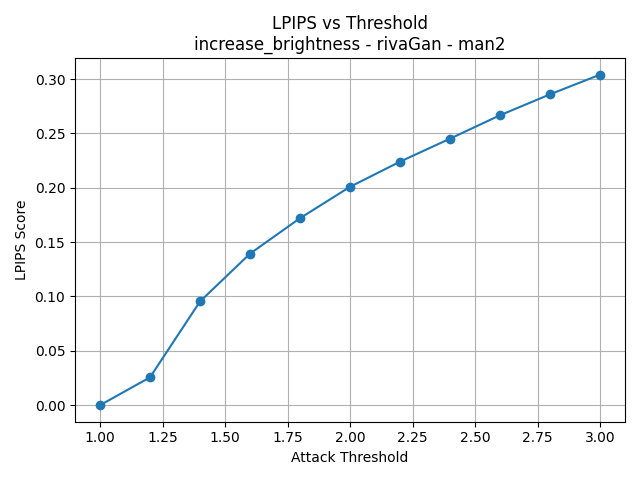 LPIPS vs Threshold
increase_brightness - rivaGan - man2
0.30
0.25
0.20
0.15
0.10
0.05
0.00
LPIPS Score
1.00 1.25 1.50 1.75 2.00 2.25 2.50 2.75 3.00
Attack Threshold